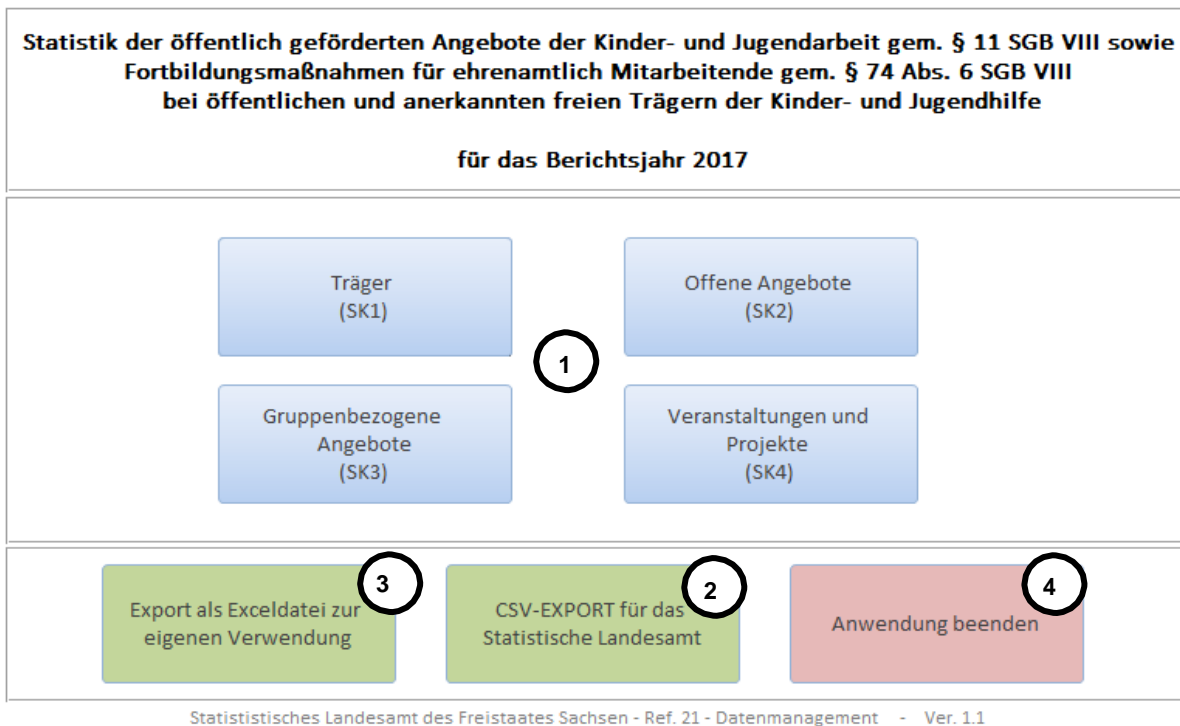 Statistik der öffentlich geförderten Angebote der Kinder- und Jugendarbeit gem. § 11 SGB VIII sowie
Fortbildungsmaßnahmen für ehrenamtlich Mitarbeitende gem. § 74 Abs. 6 SGB VIII
bei öffentlichen und anerkannten freien Trägern der Kinder- und Jugendhilfe
für das Berichtsjahr 2017
Träger
(SK1)
Offene Angebote
(SK2)
1
Gruppenbezogene
Angebote
(SK3)
Veranstaltungen und
Projekte
(SK4)
3
Export als Exceldatei zur
eigenen Verwendung
2
CSV-EXPORT für das
Statistische Landesamt
4
Anwendung beenden
Statististisches Landesamt des Freistaates Sachsen - Ref. 21 - Datenmanagement - Ver. 1.1